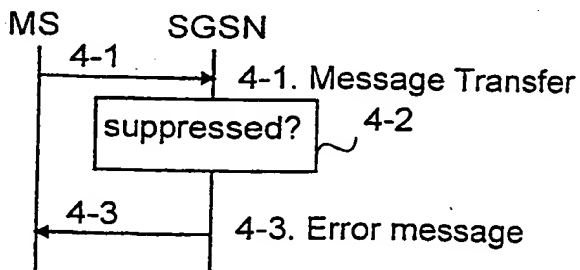 MS SGSN
4-1
4-1. Message Transfer
suppressed?
4-2
4-3
4-3. Error message